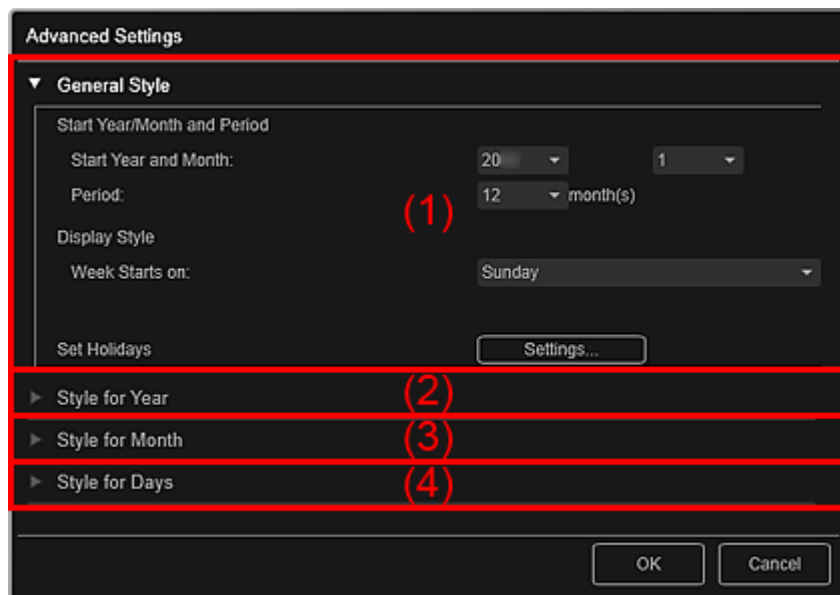 Advanced Settings
General Style
Start Year/Month and Period
Start Year and Month: 20 1
Period: 12 month(s)
(1)
Display Style
Week Starts on: Sunday
Set Holidays Settings...
Style for Year (2)
Style for Month (3)
Style for Days (4)
OK Cancel